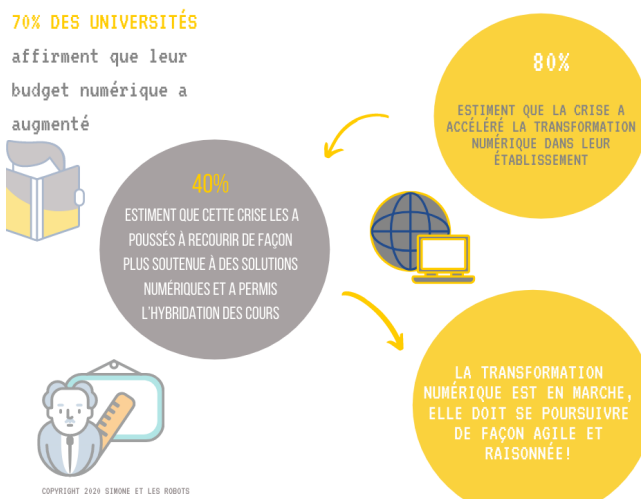 70% DES UNIVERSITÉS
affirment que leur
budget numérique a
augmenté
80%
ESTIMENT QUE LA CRISE A
ACCÉLÉRÉ LA TRANSFORMATION
NUMÉRIQUE DANS LEUR
ÉTABLISSEMENT
40%
ESTIMENT QUE CETTE CRISE LES A
POUSSÉS À RECOURIR DE FAÇON
PLUS SOUTENUE À DES SOLUTIONS
NUMÉRIQUES ET A PERMIS
L'HYBRIDATION DES COURS
LA TRANSFORMATION
NUMÉRIQUE EST EN MARCHE,
ELLE DOIT SE POURSUIVRE
DE FAÇON AGILE ET
RAISONNÉE!
COPYRIGHT 2020 SIMONE ET LES ROBOTS